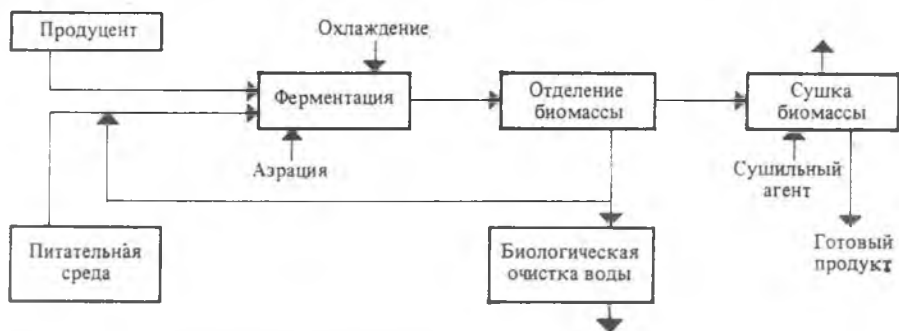 Продуцент
Охлаждение
Ферментация
Отделение
биомассы
Сушка
биомассы
Аэрация
Сушильный
агент
Питательная
среда
Биологическая
очистка воды
Готовый
продукт